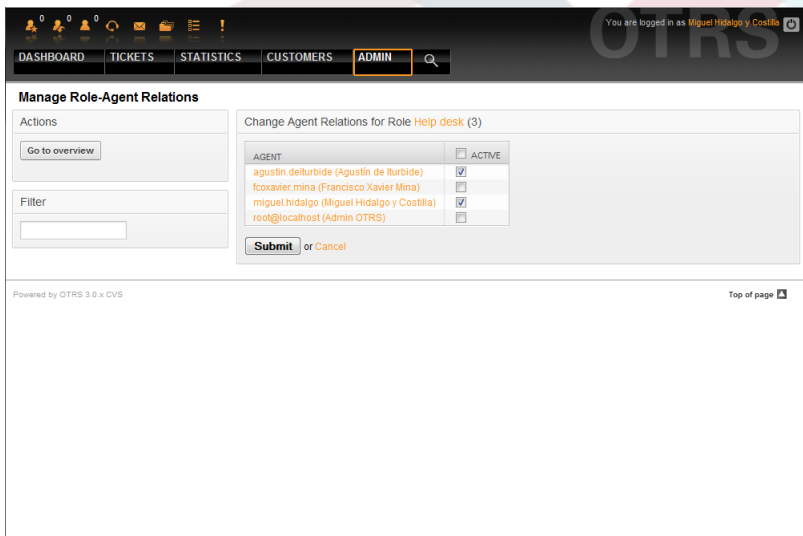 0 0 0
You are logged in as Miguel Hidalgo y Costilla
OTRS
DASHBOARD TICKETS STATISTICS CUSTOMERS ADMIN
Manage Role-Agent Relations
Actions
Go to overview
Filter
Change Agent Relations for Role Help desk (3)
AGENT ACTIVE
agustin.deiturbide (Agustín de Iturbide)
fcoxavier.mina (Francisco Xavier Mina)
miguel.hidalgo (Miguel Hidalgo y Costilla)
root@localhost (Admin OTRS)
Submit or Cancel
Powered by OTRS 3.0.x CVS
Top of page